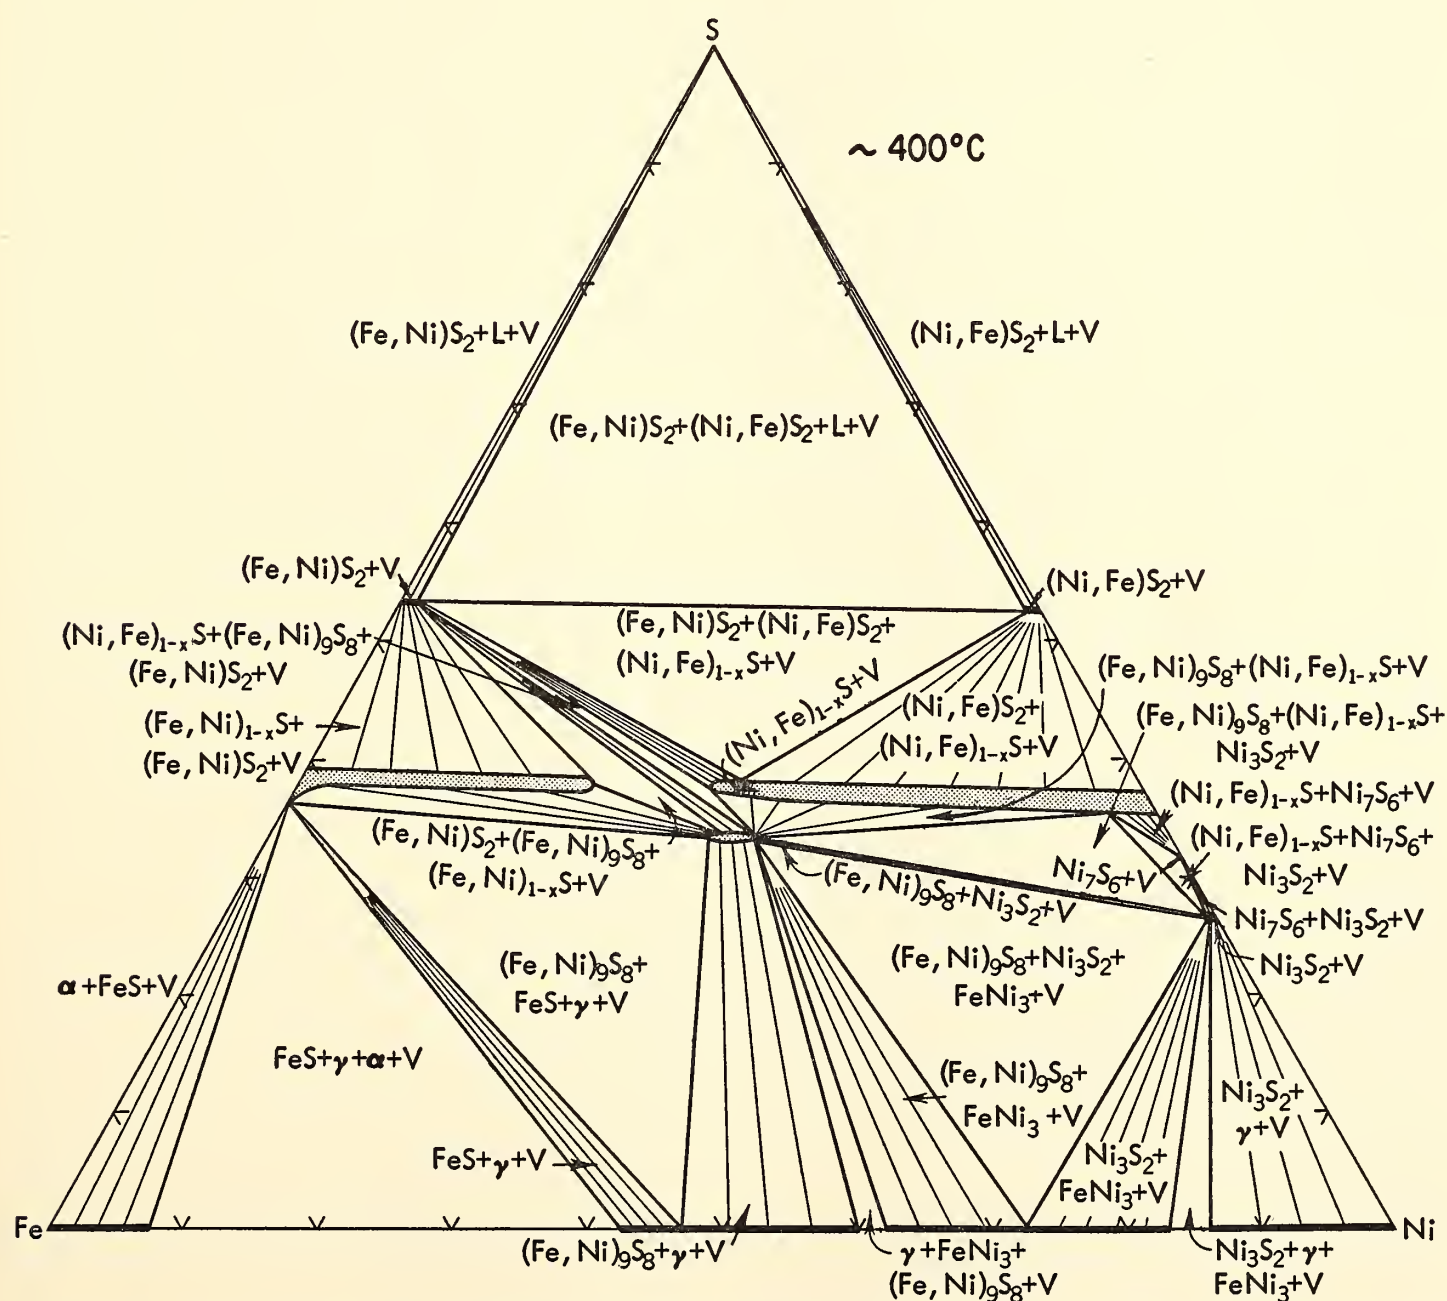 S
~ 400°C
(Fe, Ni)S₂+L+V
(Ni, Fe)S₂+L+V
(Fe, Ni)S₂+(Ni, Fe)S₂+L+V
(Fe, Ni)S₂+V
(Ni, Fe)S₂+V
(Ni, Fe)₁₋ₓS+(Fe, Ni)₉S₈+
(Fe, Ni)S₂+V
(Fe, Ni)S₂+(Ni, Fe)S₂+
(Ni, Fe)₁₋ₓS+V
(Fe, Ni)₉S₈+(Ni, Fe)₁₋ₓS+V
(Fe, Ni)₁₋ₓS+
(Fe, Ni)S₂+V
(Ni, Fe)₁₋ₓS+V
(Ni, Fe)S₂+
(Ni, Fe)₁₋ₓS+V
(Fe, Ni)₉S₈+(Ni, Fe)₁₋ₓS+
Ni₃S₂+V
(Ni, Fe)₁₋ₓS+Ni₇S₆+V
(Ni, Fe)₁₋ₓS+Ni₇S₆+
Ni₃S₂+V
(Fe, Ni)S₂+(Fe, Ni)₉S₈+
(Fe, Ni)₁₋ₓS+V
(Fe, Ni)₉S₈+Ni₃S₂+V
Ni₇S₆+V
Ni₇S₆+Ni₃S₂+V
Ni₃S₂+V
α+FeS+V
(Fe, Ni)₉S₈+
FeS+γ+V
(Fe, Ni)₉S₈+Ni₃S₂+
FeNi₃+V
FeS+γ+α+V
(Fe, Ni)₉S₈+
FeNi₃+V
Ni₃S₂+
γ+V
FeS+γ+V
Ni₃S₂+
FeNi₃+V
Fe
Ni
(Fe, Ni)₉S₈+γ+V
γ+FeNi₃+
(Fe, Ni)₉S₈+V
Ni₃S₂+γ+
FeNi₃+V